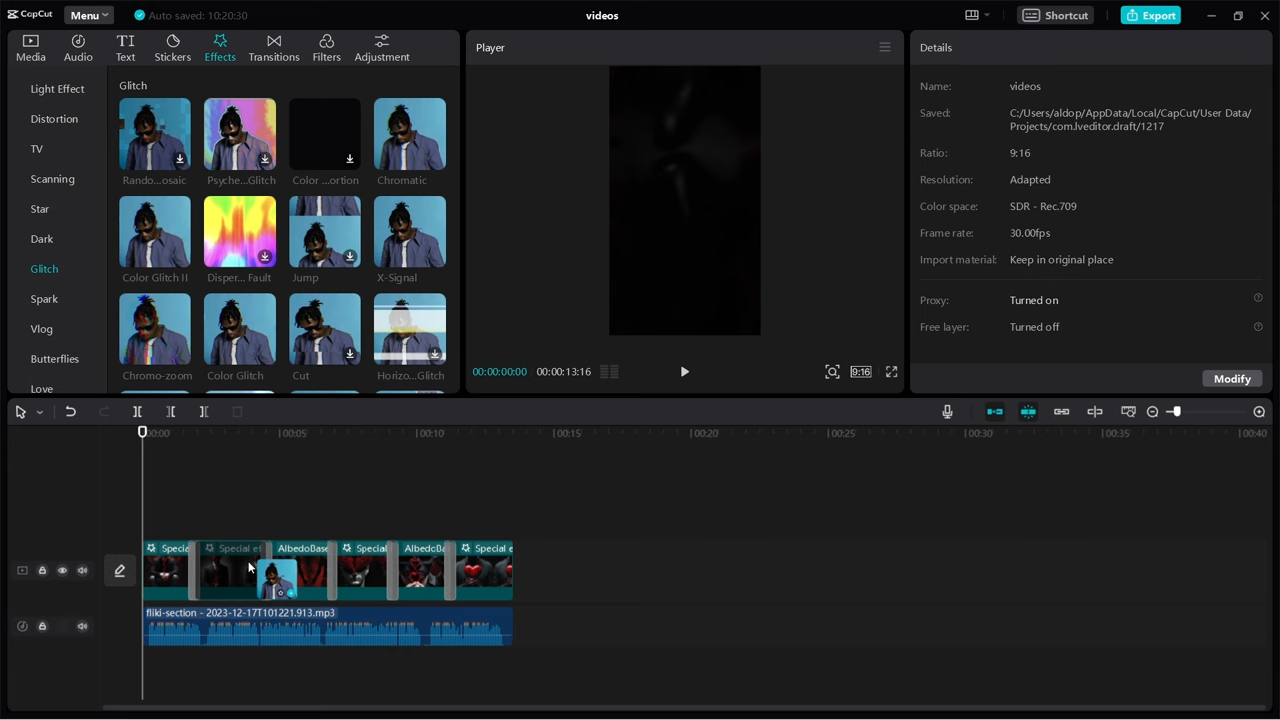 CapCut
Menu
Auto saved: 10:20:30
videos
Shortcut
Export
Media
Audio
Text
Stickers
Effects
Transitions
Filters
Adjustment
Light Effect
Distortion
TV
Scanning
Star
Dark
Glitch
Spark
Vlog
Butterflies
Love
Glitch
Rando...osaic
Psyche...Glitch
Color ...ortion
Chromatic
Color Glitch II
Disper... Fault
Jump
X-Signal
Chromo-zoom
Color Glitch
Cut
Horizo...Glitch
Player
00:00:00:00
00:00:13:16
9:16
Details
Name: videos
Saved: C:/Users/aldop/AppData/Local/CapCut/User Data/
Projects/com.lveditor.draft/1217
Ratio: 9:16
Resolution: Adapted
Color space: SDR - Rec.709
Frame rate: 30.00fps
Import material: Keep in original place
Proxy: Turned on
Free layer: Turned off
Modify
00:00
00:05
00:10
00:15
00:20
00:25
00:30
00:35
00:40
Specia
Special ef
AlbedoBase
Special
AlbedoBa
Special e
fliki-section - 2023-12-17T101221.913.mp3